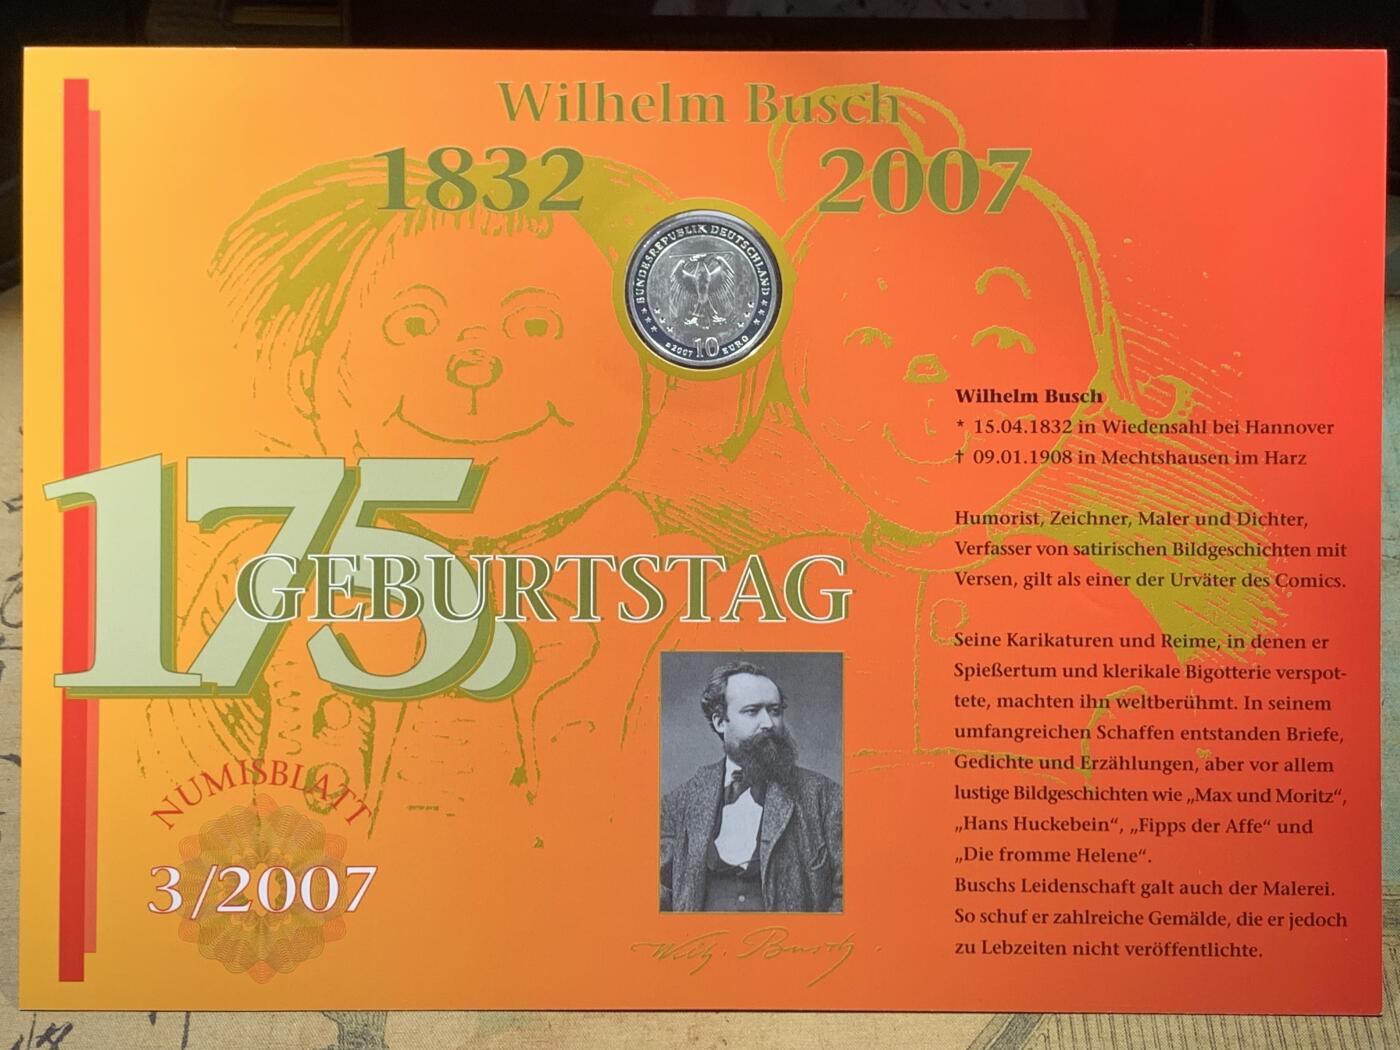 Wilhelm Busch
1832 2007
BUNDESREPUBLIK DEUTSCHLAND
D 2007 10 EURO
Wilhelm Busch
* 15.04.1832 in Wiedensahl bei Hannover
† 09.01.1908 in Mechtshausen im Harz
Humorist, Zeichner, Maler und Dichter,
Verfasser von satirischen Bildgeschichten mit
Versen, gilt als einer der Urväter des Comics.
175.
GEBURTSTAG
Seine Karikaturen und Reime, in denen er
Spießertum und klerikale Bigotterie verspot-
tete, machten ihn weltberühmt. In seinem
umfangreichen Schaffen entstanden Briefe,
Gedichte und Erzählungen, aber vor allem
lustige Bildgeschichten wie „Max und Moritz“,
„Hans Huckebein“, „Fipps der Affe“ und
„Die fromme Helene“.
Buschs Leidenschaft galt auch der Malerei.
So schuf er zahlreiche Gemälde, die er jedoch
zu Lebzeiten nicht veröffentlichte.
NUMISBLATT
3/2007
Wilh. Busch.